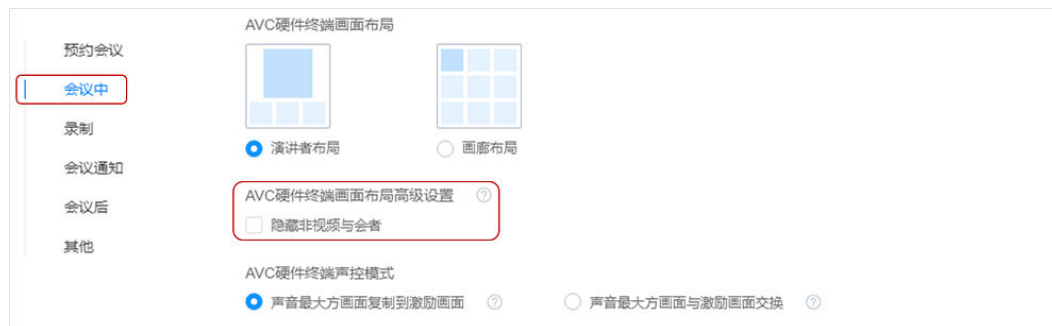 预约会议
会议中
录制
会议通知
会议后
其他
AVC硬件终端画面布局
演讲者布局
画廊布局
AVC硬件终端画面布局高级设置 ?
隐藏非视频与会者
AVC硬件终端声控模式
声音最大方画面复制到激励画面 ?
声音最大方画面与激励画面交换 ?